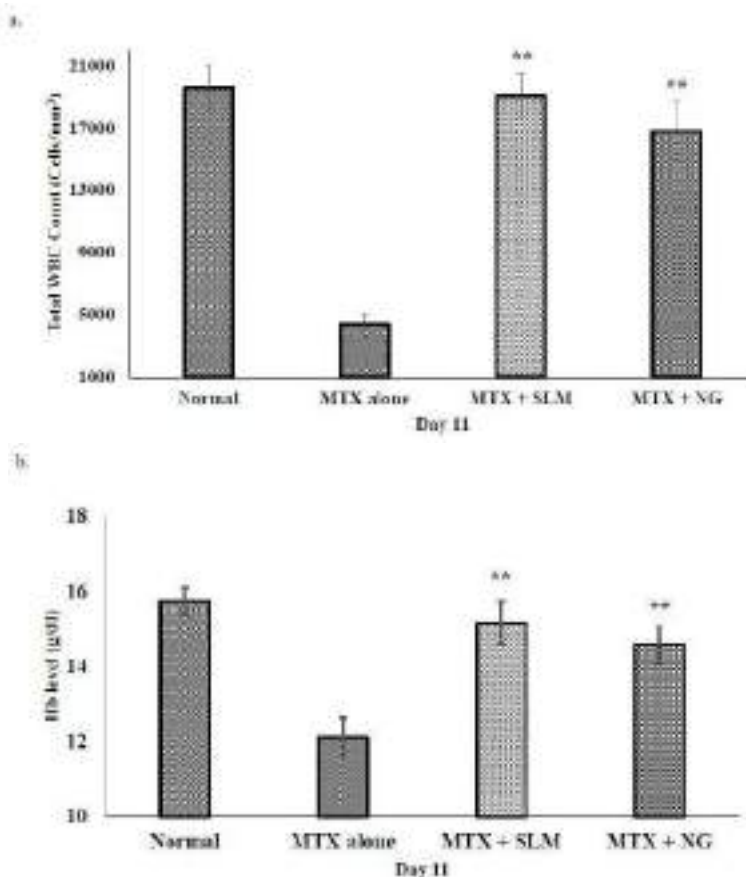 a.
Total WBC Count (Cells/mm³)
21000
17000
13000
9000
5000
1000
**
**
Normal MTX alone MTX + SLM MTX + NG
Day 11
b.
Hb level (g/dl)
18
16
14
12
10
**
**
Normal MTX alone MTX + SLM MTX + NG
Day 11